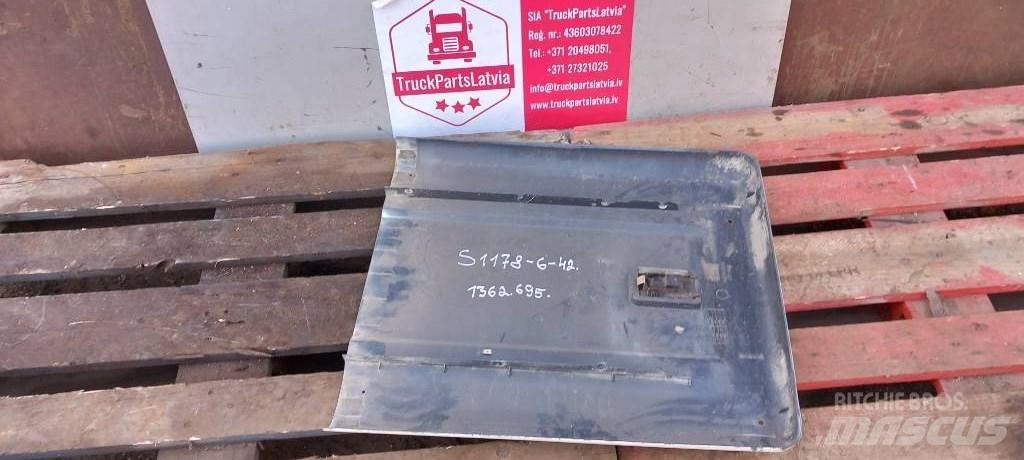 SIA "TruckPartsLatvia"
Reģ. nr.: 43603078422
Tel.: +371 20498051,
+371 27321025
info@truckpartslatvia.lv
www.truckpartslatvia.lv
TruckPartsLatvia
S1178-6-42.
1362.695.
RITCHIE BROS.
MASCUS